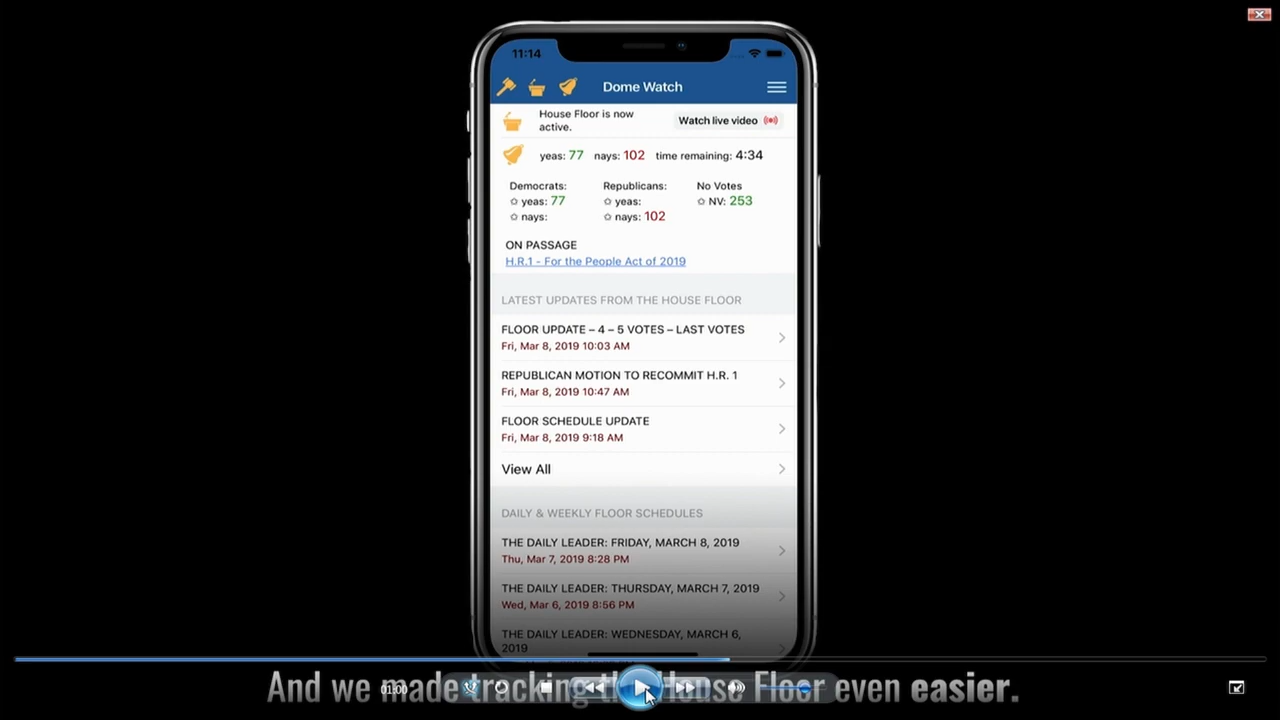 11:14
Dome Watch
House Floor is now active.
Watch live video
yeas: 77 nays: 102 time remaining: 4:34
Democrats: Republicans: No Votes
yeas: 77 yeas: NV: 253
nays: nays: 102
ON PASSAGE
H.R.1 - For the People Act of 2019
LATEST UPDATES FROM THE HOUSE FLOOR
FLOOR UPDATE – 4 – 5 VOTES – LAST VOTES
Fri, Mar 8, 2019 10:03 AM
REPUBLICAN MOTION TO RECOMMIT H.R. 1
Fri, Mar 8, 2019 10:47 AM
FLOOR SCHEDULE UPDATE
Fri, Mar 8, 2019 9:18 AM
View All
DAILY & WEEKLY FLOOR SCHEDULES
THE DAILY LEADER: FRIDAY, MARCH 8, 2019
Thu, Mar 7, 2019 8:28 PM
THE DAILY LEADER: THURSDAY, MARCH 7, 2019
Wed, Mar 6, 2019 8:56 PM
THE DAILY LEADER: WEDNESDAY, MARCH 6,
2019
And we made tracking the House Floor even easier.
01:00